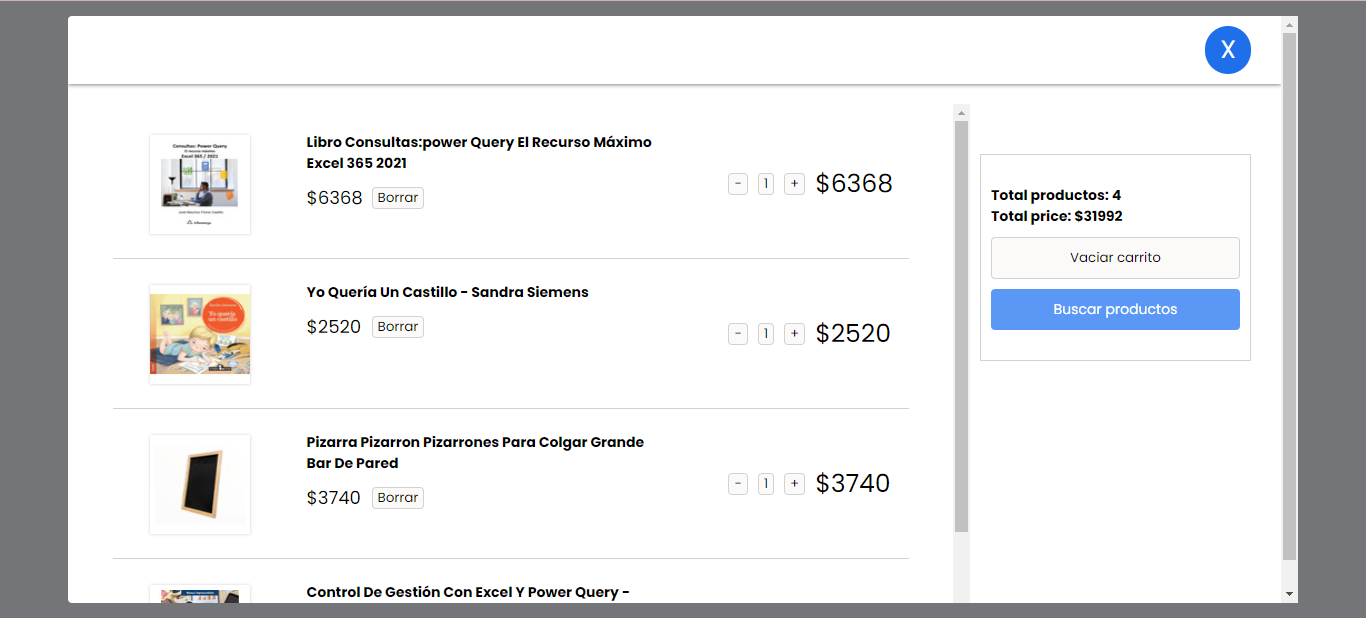 X
Consultas: Power Query
Excel 365 / 2021
Libro Consultas:power Query El Recurso Máximo
Excel 365 2021
$6368 Borrar
- 1 + $6368
Total productos: 4
Total price: $31992
Vaciar carrito
Buscar productos
Yo quería
un castillo
Yo Quería Un Castillo - Sandra Siemens
$2520 Borrar
- 1 + $2520
Pizarra Pizarron Pizarrones Para Colgar Grande
Bar De Pared
$3740 Borrar
- 1 + $3740
Control De Gestión Con Excel Y Power Query -